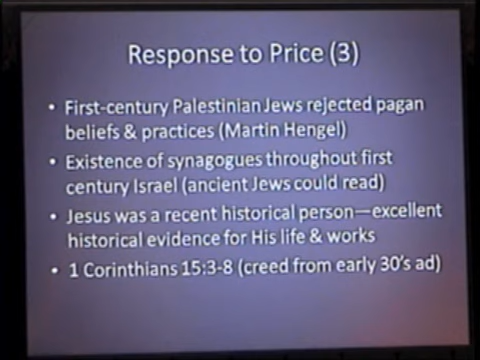 Response to Price (3)
• First-century Palestinian Jews rejected pagan
beliefs & practices (Martin Hengel)
• Existence of synagogues throughout first
century Israel (ancient Jews could read)
• Jesus was a recent historical person—excellent
historical evidence for His life & works
• 1 Corinthians 15:3-8 (creed from early 30's ad)